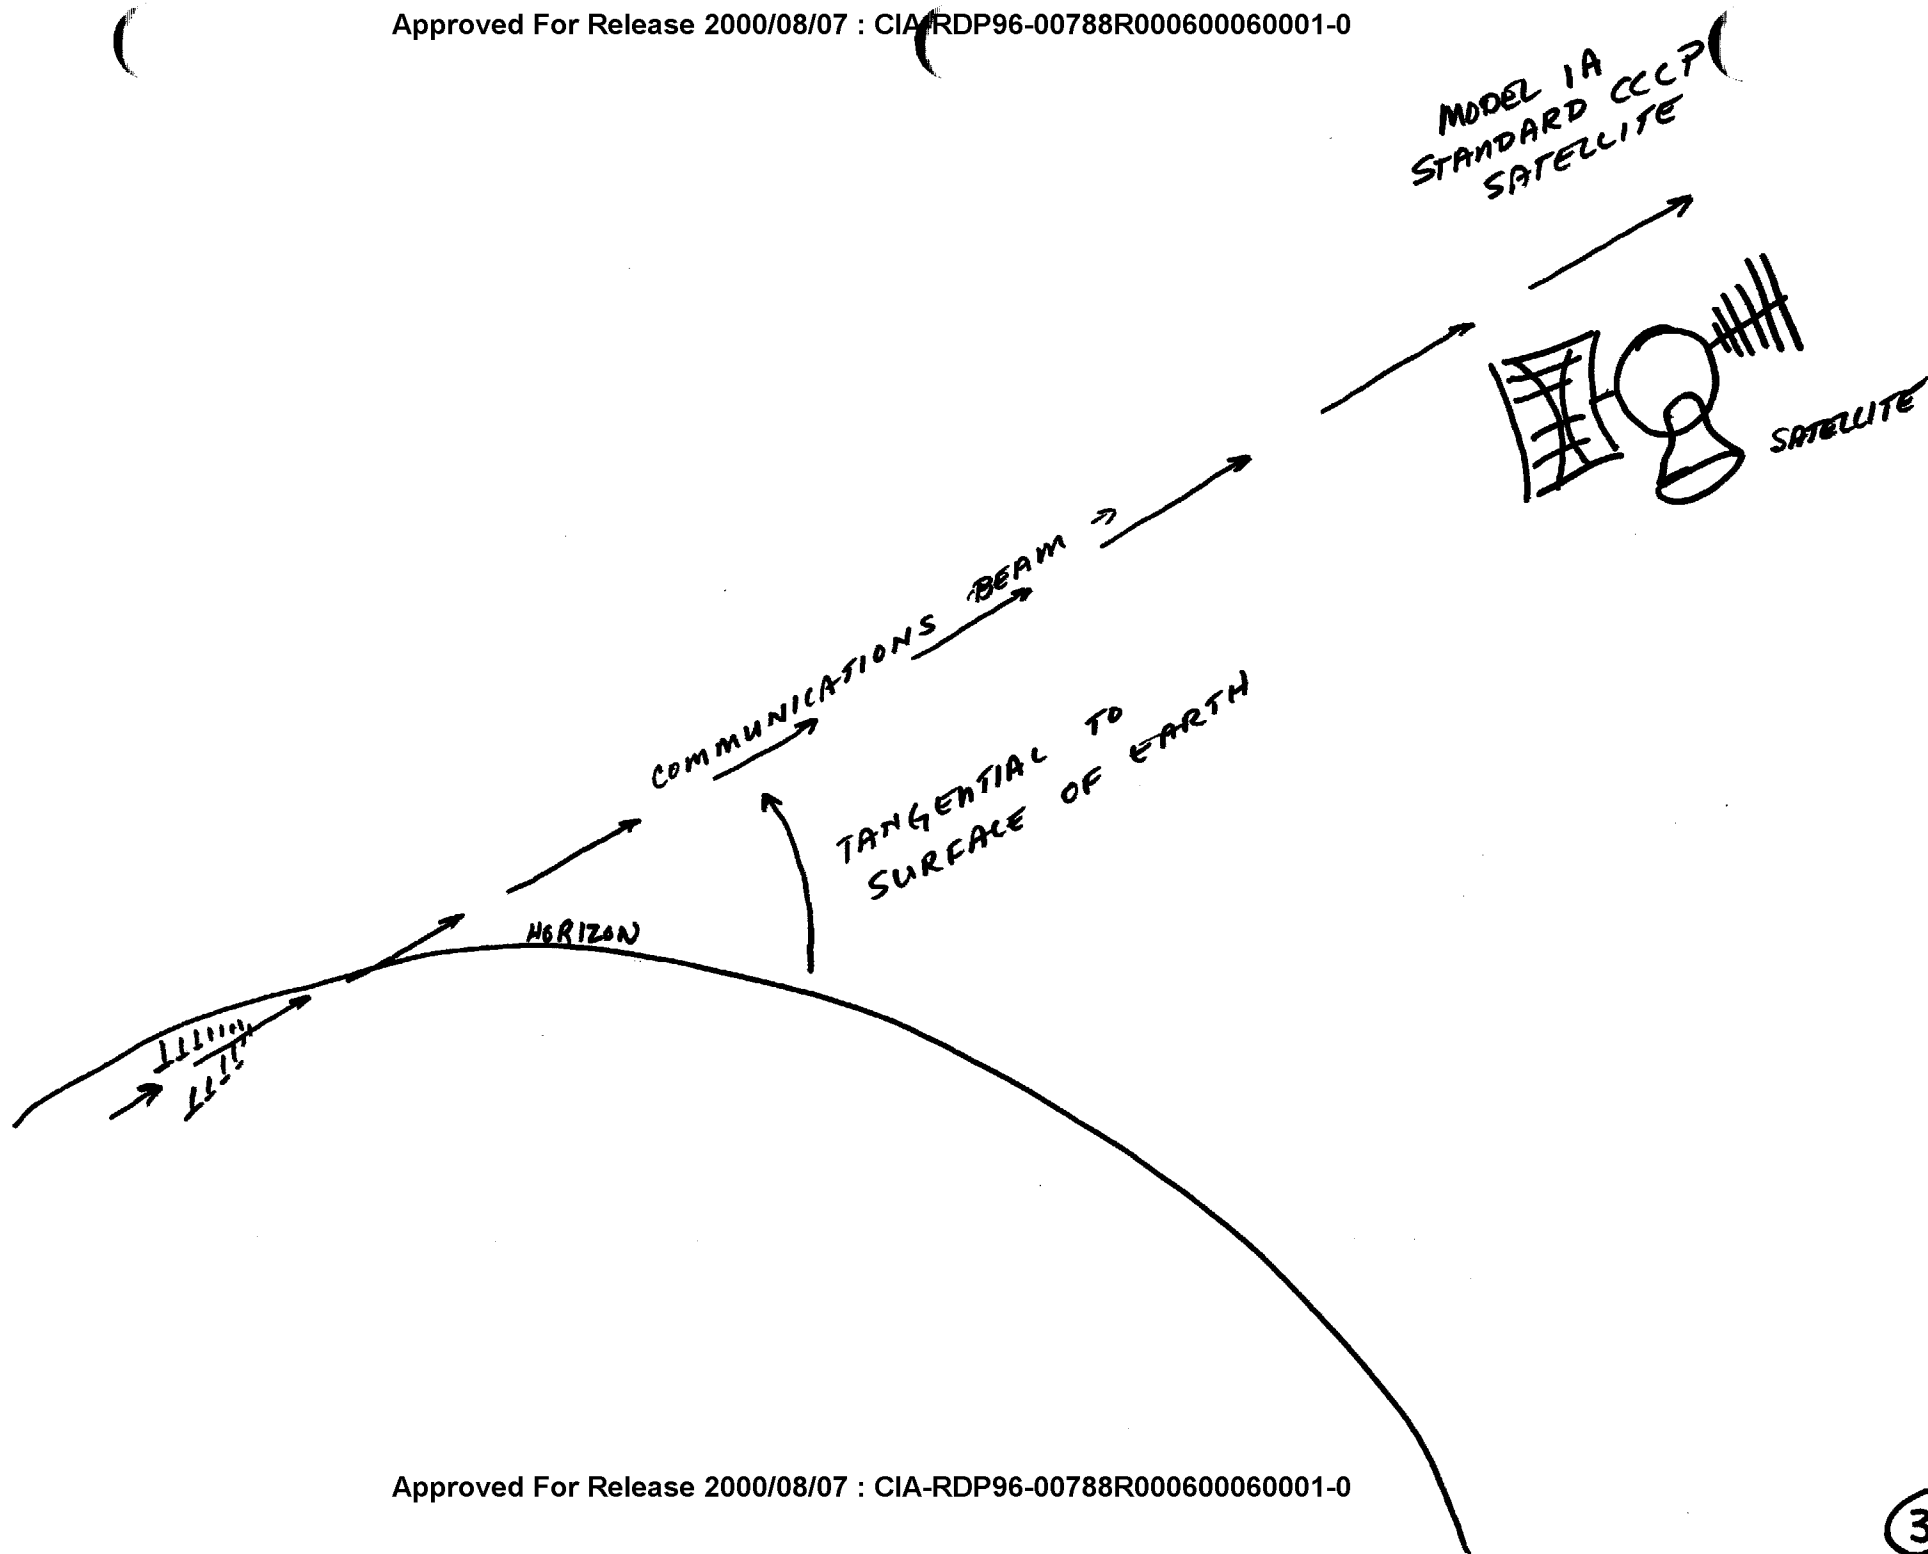 Approved For Release 2000/08/07 : CIA-RDP96-00788R000600060001-0
MODEL 1A
STANDARD CCCP
SATELLITE
SATELLITE
COMMUNICATIONS BEAM
TANGENTIAL TO
SURFACE OF EARTH
HORIZON
Approved For Release 2000/08/07 : CIA-RDP96-00788R000600060001-0
3